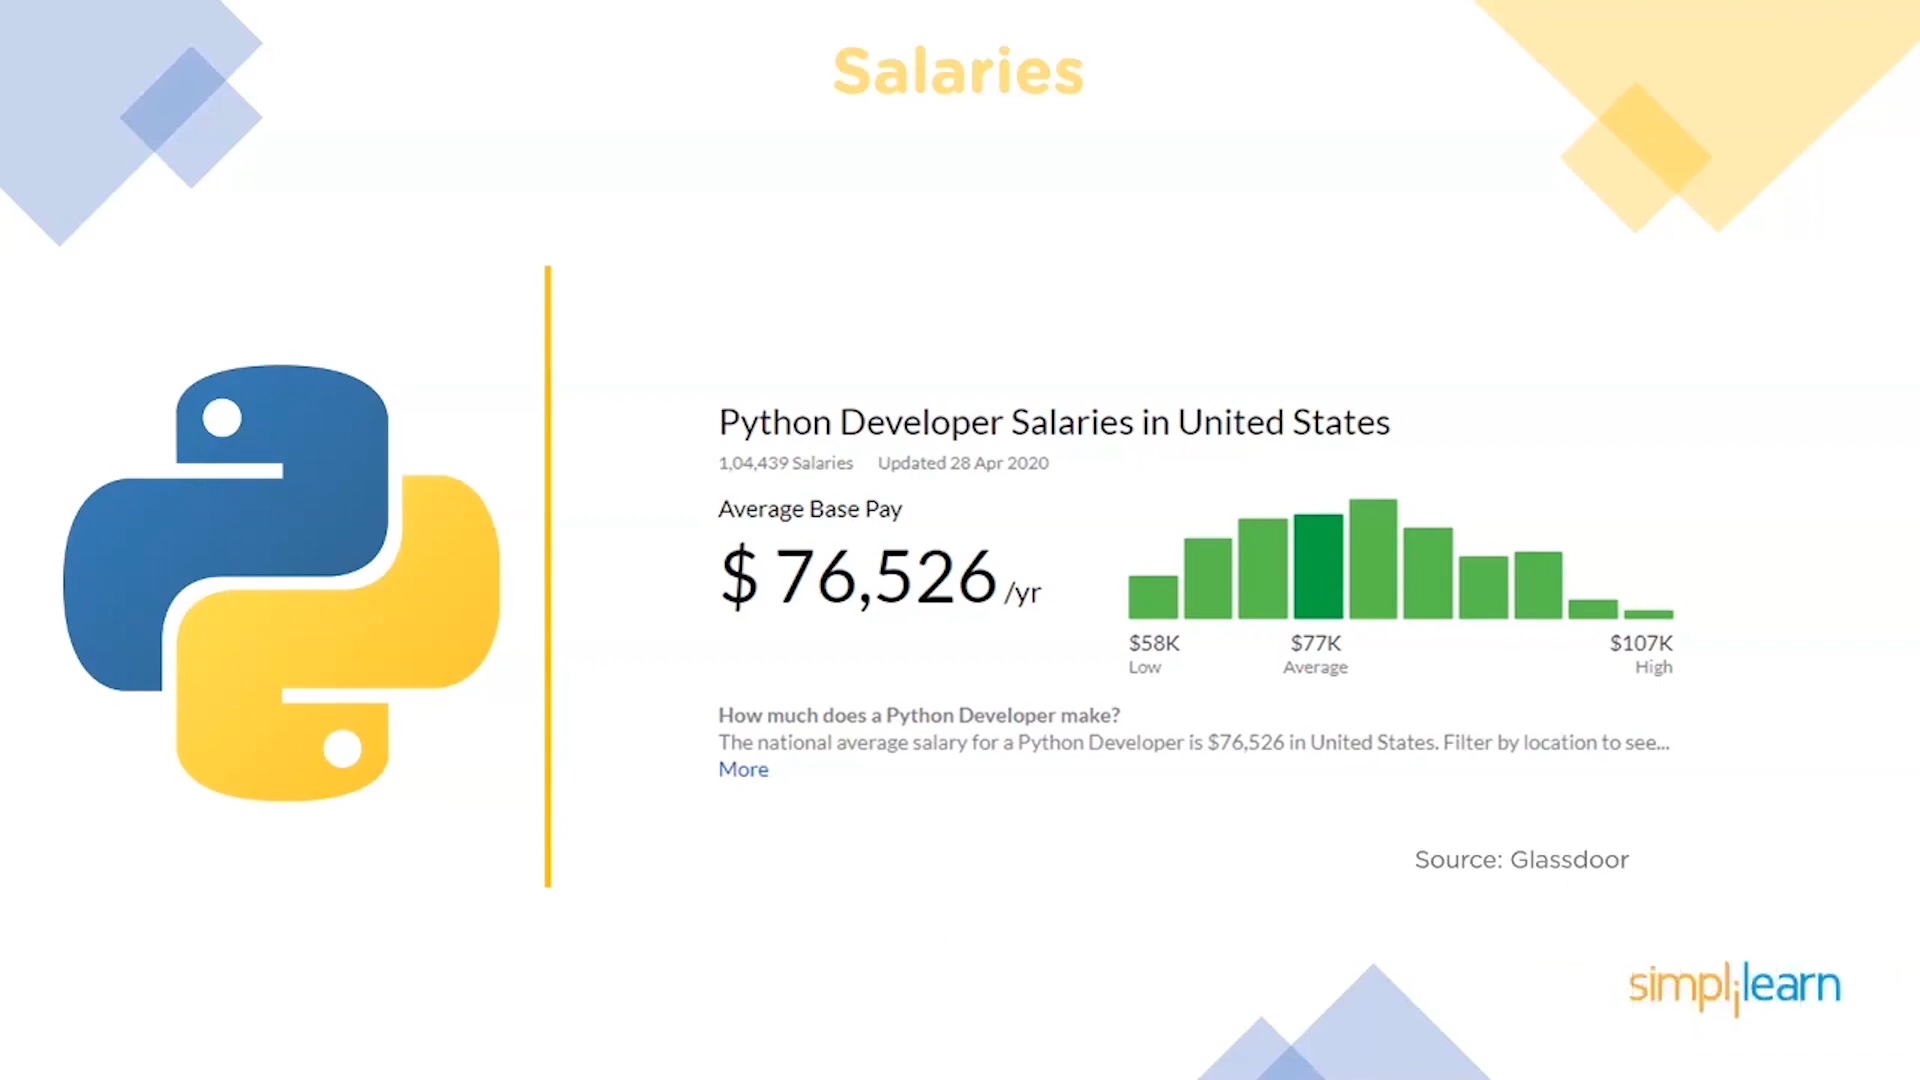 Salaries
Python Developer Salaries in United States
1,04,439 Salaries Updated 28 Apr 2020
Average Base Pay
$ 76,526 /yr
$58K $77K $107K
Low Average High
How much does a Python Developer make?
The national average salary for a Python Developer is $76,526 in United States. Filter by location to see...
More
Source: Glassdoor
simplilearn